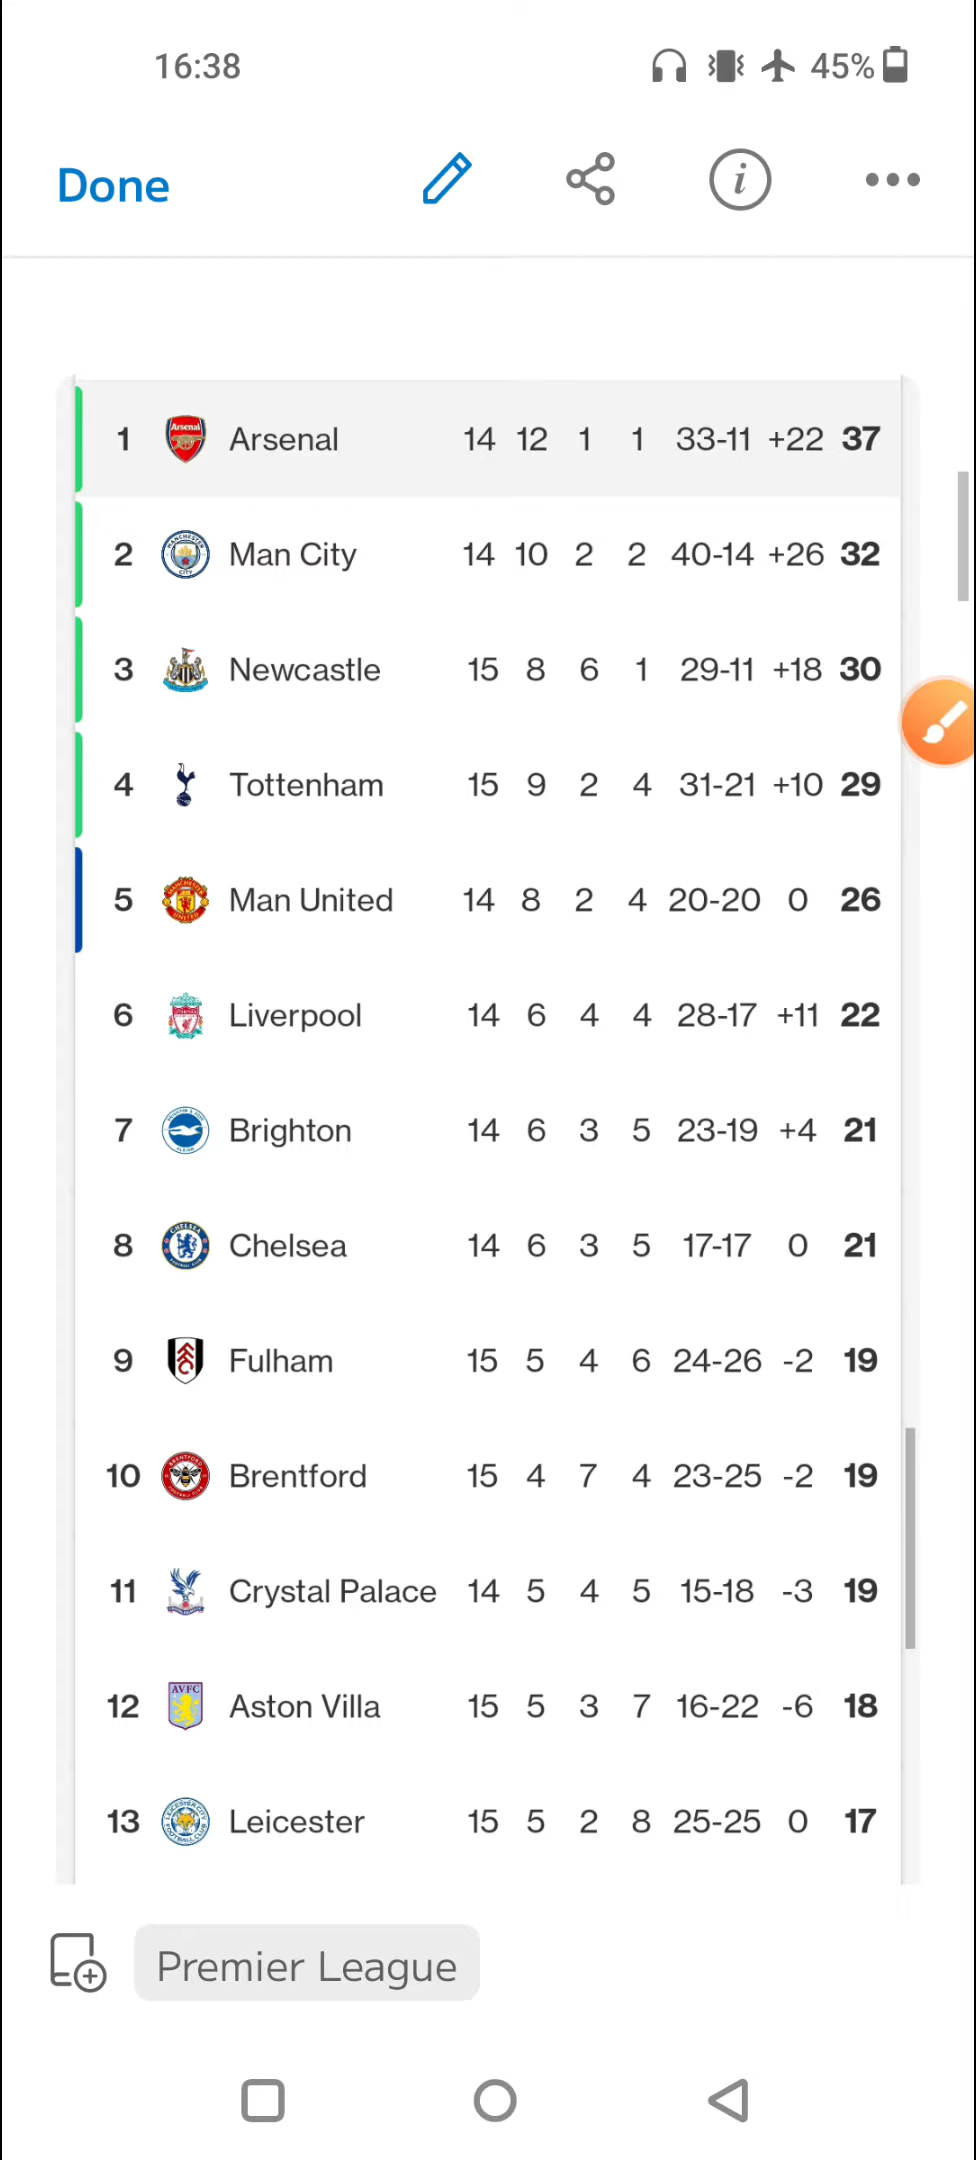 16:38 45%
Done
1 Arsenal 14 12 1 1 33-11 +22 37
2 Man City 14 10 2 2 40-14 +26 32
3 Newcastle 15 8 6 1 29-11 +18 30
4 Tottenham 15 9 2 4 31-21 +10 29
5 Man United 14 8 2 4 20-20 0 26
6 Liverpool 14 6 4 4 28-17 +11 22
7 Brighton 14 6 3 5 23-19 +4 21
8 Chelsea 14 6 3 5 17-17 0 21
9 Fulham 15 5 4 6 24-26 -2 19
10 Brentford 15 4 7 4 23-25 -2 19
11 Crystal Palace 14 5 4 5 15-18 -3 19
12 Aston Villa 15 5 3 7 16-22 -6 18
13 Leicester 15 5 2 8 25-25 0 17
Premier League